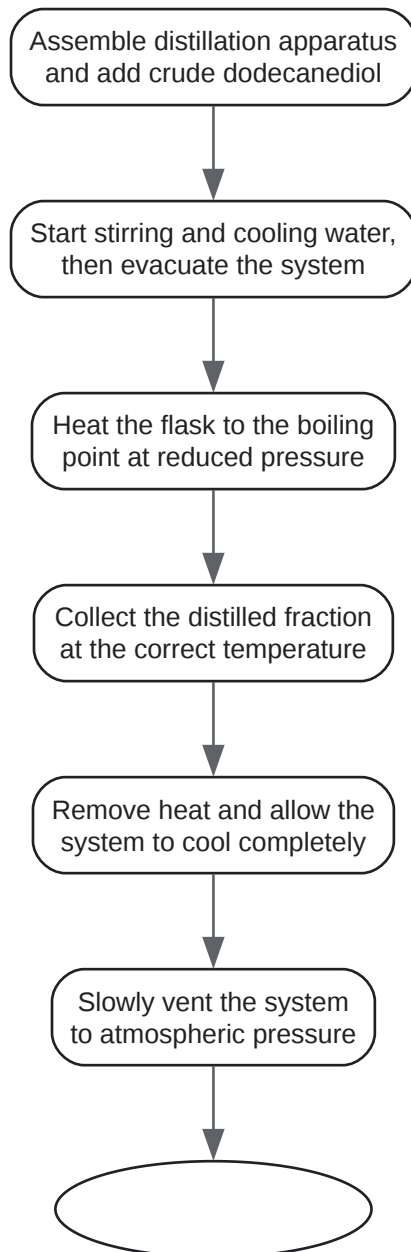 Assemble distillation apparatus
and add crude dodecanediol
Start stirring and cooling water,
then evacuate the system
Heat the flask to the boiling
point at reduced pressure
Collect the distilled fraction
at the correct temperature
Remove heat and allow the
system to cool completely
Slowly vent the system
to atmospheric pressure